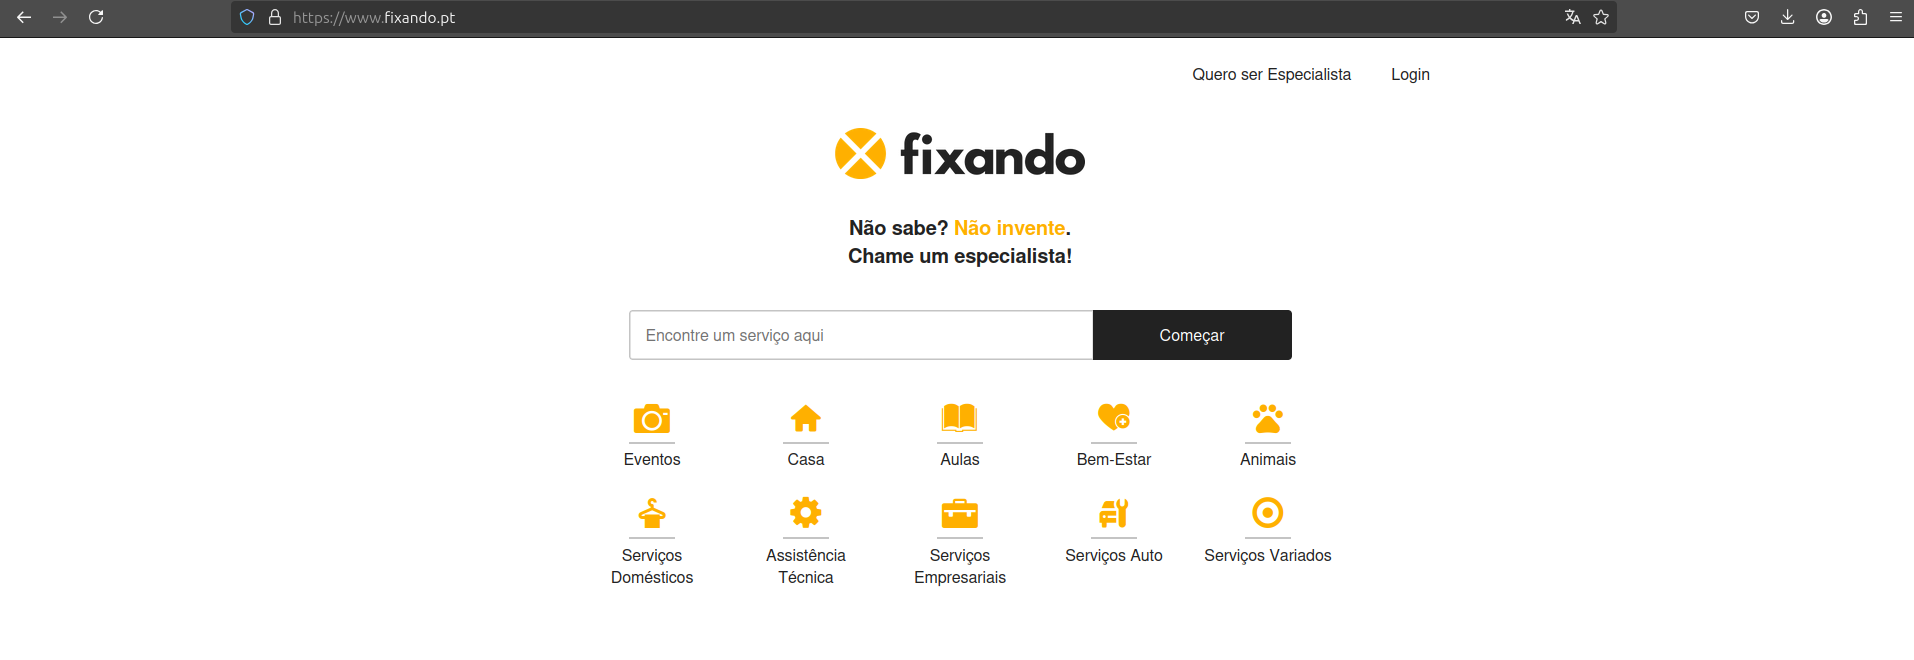 https://www.fixando.pt
Quero ser Especialista
Login
fixando
Não sabe? Não invente.
Chame um especialista!
Encontre um serviço aqui
Começar
Eventos
Casa
Aulas
Bem-Estar
Animais
Serviços
Domésticos
Assistência
Técnica
Serviços
Empresariais
Serviços Auto
Serviços Variados